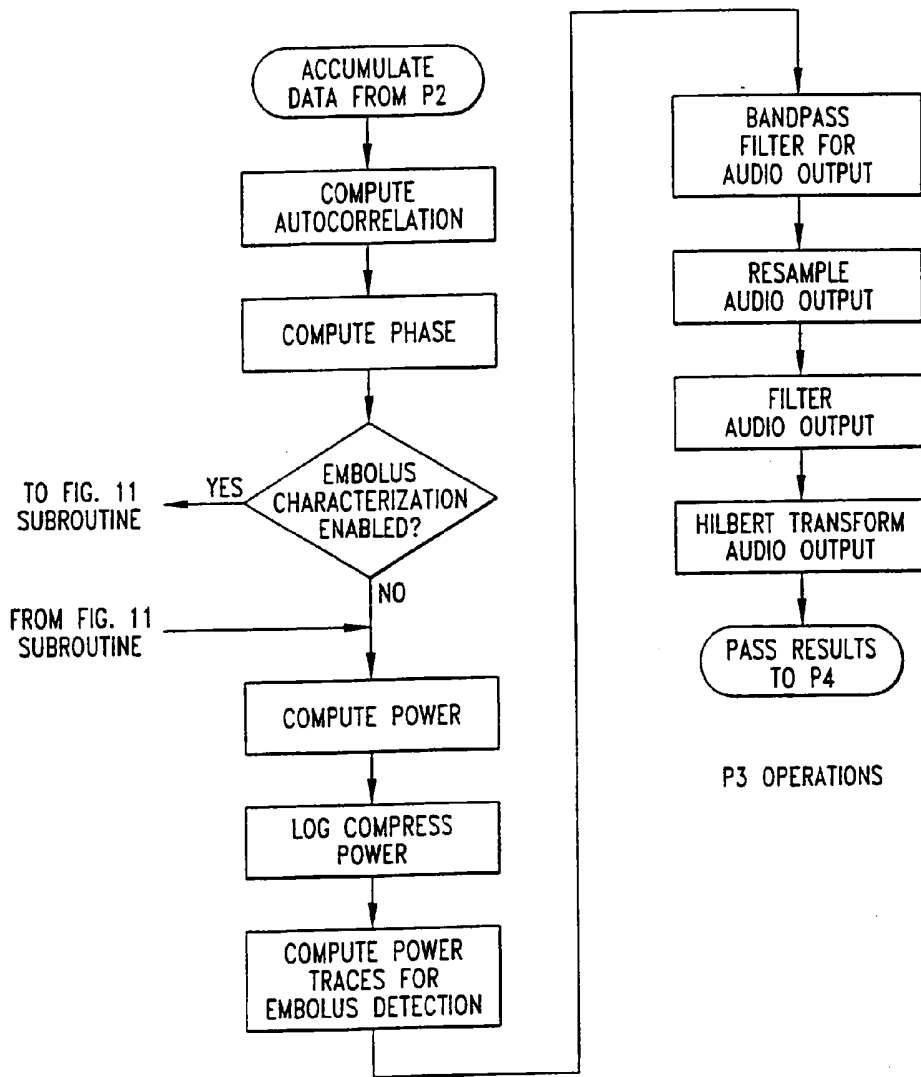 ACCUMULATE
DATA FROM P2
COMPUTE
AUTOCORRELATION
COMPUTE PHASE
EMBOLUS
CHARACTERIZATION
ENABLED?
YES
TO FIG. 11
SUBROUTINE
NO
FROM FIG. 11
SUBROUTINE
COMPUTE POWER
LOG COMPRESS
POWER
COMPUTE POWER
TRACES FOR
EMBOLUS DETECTION
BANDPASS
FILTER FOR
AUDIO OUTPUT
RESAMPLE
AUDIO OUTPUT
FILTER
AUDIO OUTPUT
HILBERT TRANSFORM
AUDIO OUTPUT
PASS RESULTS
TO P4
P3 OPERATIONS